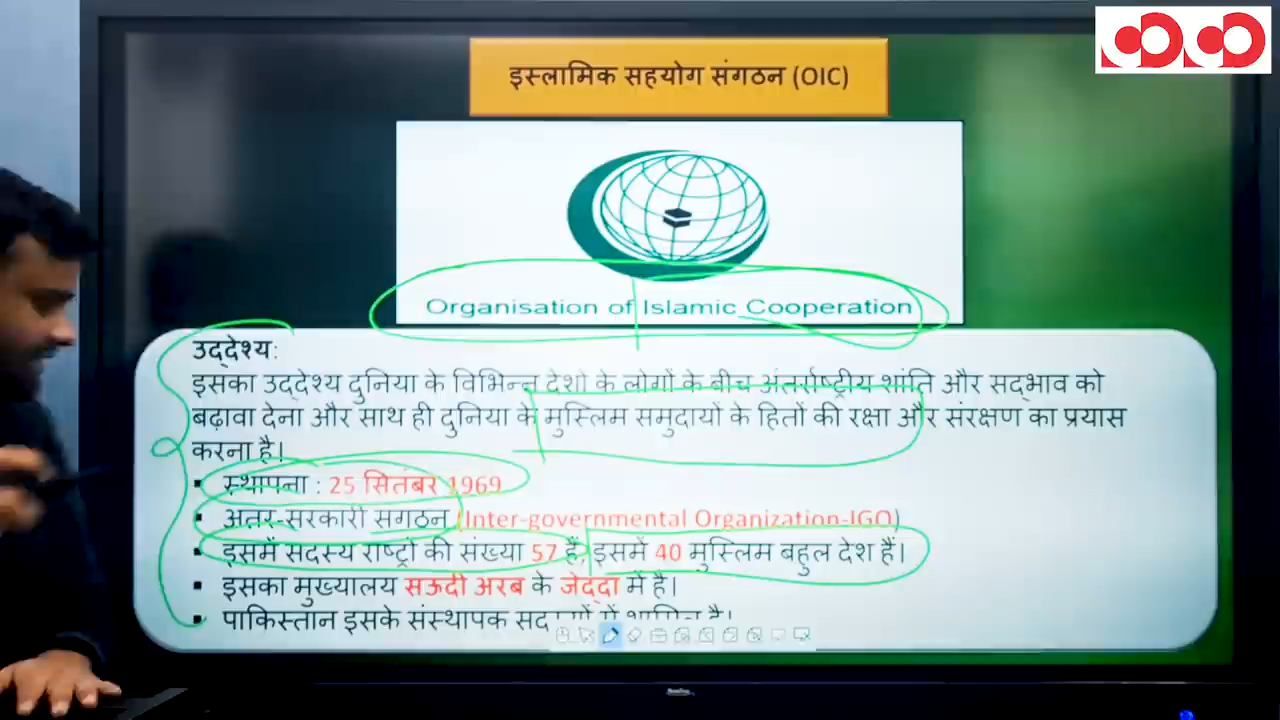 इस्लामिक सहयोग संगठन (OIC)
Organisation of Islamic Cooperation
उद्देश्य:
इसका उद्देश्य दुनिया के विभिन्न देशो के लोगों के बीच अंतर्राष्ट्रीय शांति और सद्भाव को
बढ़ावा देना और साथ ही दुनिया के मुस्लिम समुदायों के हितों की रक्षा और संरक्षण का प्रयास
करना है।
▪ स्थापना : 25 सितंबर 1969
▪ अंतर-सरकारी संगठन (Inter-governmental Organization-IGO)
▪ इसमें सदस्य राष्ट्रों की संख्या 57 है, इसमें 40 मुस्लिम बहुल देश हैं।
▪ इसका मुख्यालय सऊदी अरब के जेद्दा में है।
▪ पाकिस्तान इसके संस्थापक